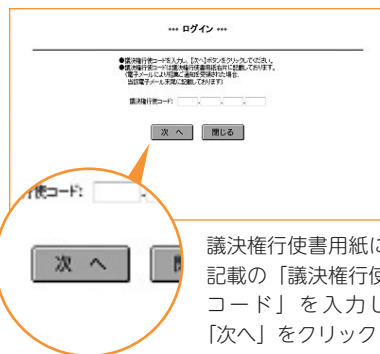 *** ログイン ***
●議決権行使コードを入力し、[次へ]ボタンをクリックしてください。
●議決権行使コードは議決権行使書用紙右片に記載しております。
(電子メールにより招集ご通知を受領された場合、
当該電子メール末尾に記載しております)
議決権行使コード:
次 へ
閉じる
行使コード:
次 へ
議決権行使書用紙に
記載の「議決権行使
コード」を入力し
「次へ」をクリック